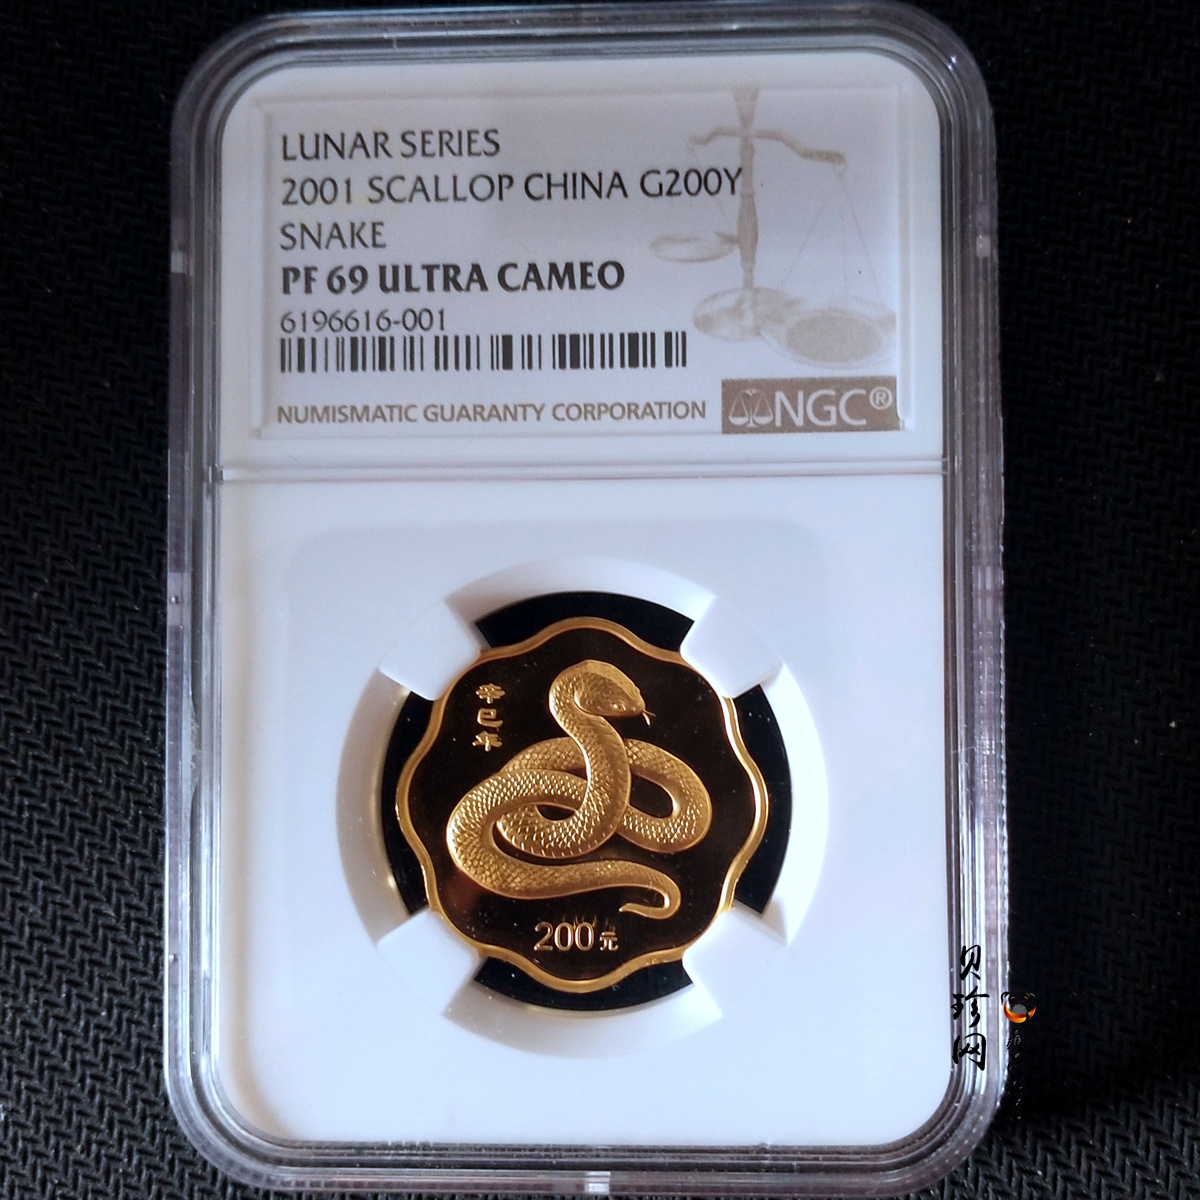 LUNAR SERIES
2001 SCALLOP CHINA G200Y
SNAKE
PF 69 ULTRA CAMEO
6196616-001
NUMISMATIC GUARANTY CORPORATION
NGC®
辛巳年
200元
贝珍网